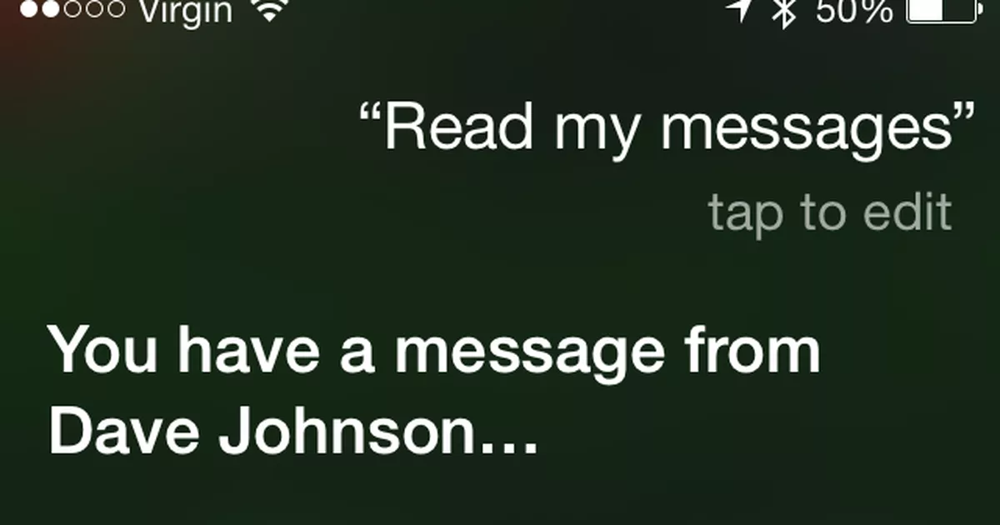 Virgin 50%
“Read my messages”
tap to edit
You have a message from
Dave Johnson...